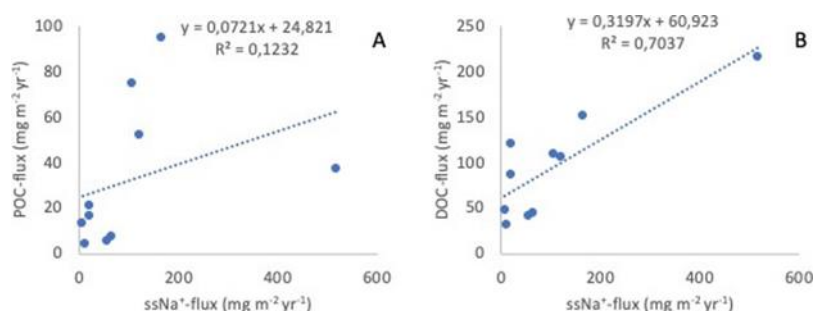 y = 0,0721x + 24,821
R² = 0,1232
A
100
80
60
40
20
0
POC-flux (mg m⁻² yr⁻¹)
0
200
400
600
ssNa⁺-flux (mg m⁻² yr⁻¹)
y = 0,3197x + 60,923
R² = 0,7037
B
250
200
150
100
50
0
DOC-flux (mg m⁻² yr⁻¹)
0
200
400
600
ssNa⁺-flux (mg m⁻² yr⁻¹)